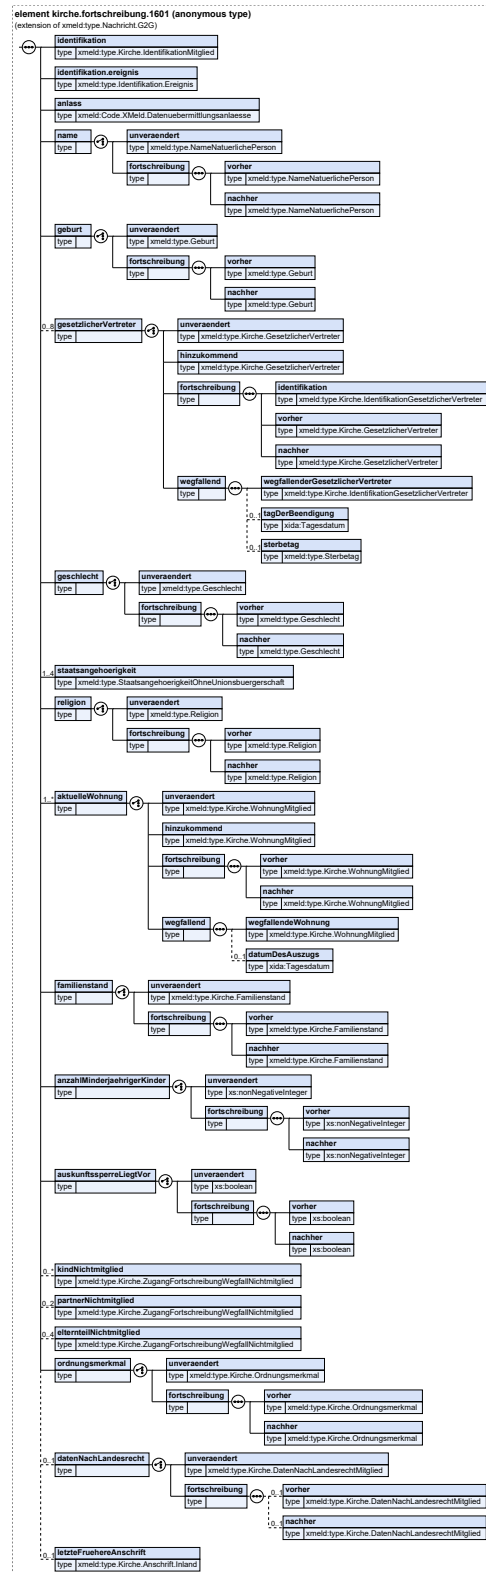 element kirche.fortschreibung.1601 (anonymous type)
(extension of xmeld:type.Nachricht.G2G)
identifikation
type xmeld:type.Kirche.IdentifikationMitglied
identifikation.ereignis
type xmeld:type.Identifikation.Ereignis
anlass
type xmeld:Code.XMeld.Datenuebermittlungsanlaesse
name
type
unveraendert
type xmeld:type.NameNatuerlichePerson
fortschreibung
type
vorher
type xmeld:type.NameNatuerlichePerson
nachher
type xmeld:type.NameNatuerlichePerson
geburt
type
unveraendert
type xmeld:type.Geburt
fortschreibung
type
vorher
type xmeld:type.Geburt
nachher
type xmeld:type.Geburt
0..8
gesetzlicherVertreter
type
unveraendert
type xmeld:type.Kirche.GesetzlicherVertreter
hinzukommend
type xmeld:type.Kirche.GesetzlicherVertreter
fortschreibung
type
identifikation
type xmeld:type.Kirche.IdentifikationGesetzlicherVertreter
vorher
type xmeld:type.Kirche.GesetzlicherVertreter
nachher
type xmeld:type.Kirche.GesetzlicherVertreter
wegfallend
type
wegfallenderGesetzlicherVertreter
type xmeld:type.Kirche.IdentifikationGesetzlicherVertreter
0..1
tagDerBeendigung
type xida:Tagesdatum
0..1
sterbetag
type xmeld:type.Sterbetag
geschlecht
type
unveraendert
type xmeld:type.Geschlecht
fortschreibung
type
vorher
type xmeld:type.Geschlecht
nachher
type xmeld:type.Geschlecht
1..4
staatsangehoerigkeit
type xmeld:type.StaatsangehoerigkeitOhneUnionsbuergerschaft
religion
type
unveraendert
type xmeld:type.Religion
fortschreibung
type
vorher
type xmeld:type.Religion
nachher
type xmeld:type.Religion
1..*
aktuelleWohnung
type
unveraendert
type xmeld:type.Kirche.WohnungMitglied
hinzukommend
type xmeld:type.Kirche.WohnungMitglied
fortschreibung
type
vorher
type xmeld:type.Kirche.WohnungMitglied
nachher
type xmeld:type.Kirche.WohnungMitglied
wegfallend
type
wegfallendeWohnung
type xmeld:type.Kirche.WohnungMitglied
0..1
datumDesAuszugs
type xida:Tagesdatum
familienstand
type
unveraendert
type xmeld:type.Kirche.Familienstand
fortschreibung
type
vorher
type xmeld:type.Kirche.Familienstand
nachher
type xmeld:type.Kirche.Familienstand
anzahlMinderjaehrigerKinder
type
unveraendert
type xs:nonNegativeInteger
fortschreibung
type
vorher
type xs:nonNegativeInteger
nachher
type xs:nonNegativeInteger
auskunftssperreLiegtVor
type
unveraendert
type xs:boolean
fortschreibung
type
vorher
type xs:boolean
nachher
type xs:boolean
0..*
kindNichtmitglied
type xmeld:type.Kirche.ZugangFortschreibungWegfallNichtmitglied
0..2
partnerNichtmitglied
type xmeld:type.Kirche.ZugangFortschreibungWegfallNichtmitglied
0..4
elternteilNichtmitglied
type xmeld:type.Kirche.ZugangFortschreibungWegfallNichtmitglied
ordnungsmerkmal
type
unveraendert
type xmeld:type.Kirche.Ordnungsmerkmal
fortschreibung
type
vorher
type xmeld:type.Kirche.Ordnungsmerkmal
nachher
type xmeld:type.Kirche.Ordnungsmerkmal
0..1
datenNachLandesrecht
type
unveraendert
type xmeld:type.Kirche.DatenNachLandesrechtMitglied
fortschreibung
type
0..1
vorher
type xmeld:type.Kirche.DatenNachLandesrechtMitglied
0..1
nachher
type xmeld:type.Kirche.DatenNachLandesrechtMitglied
0..1
letzteFruehereAnschrift
type xmeld:type.Kirche.Anschrift.Inland